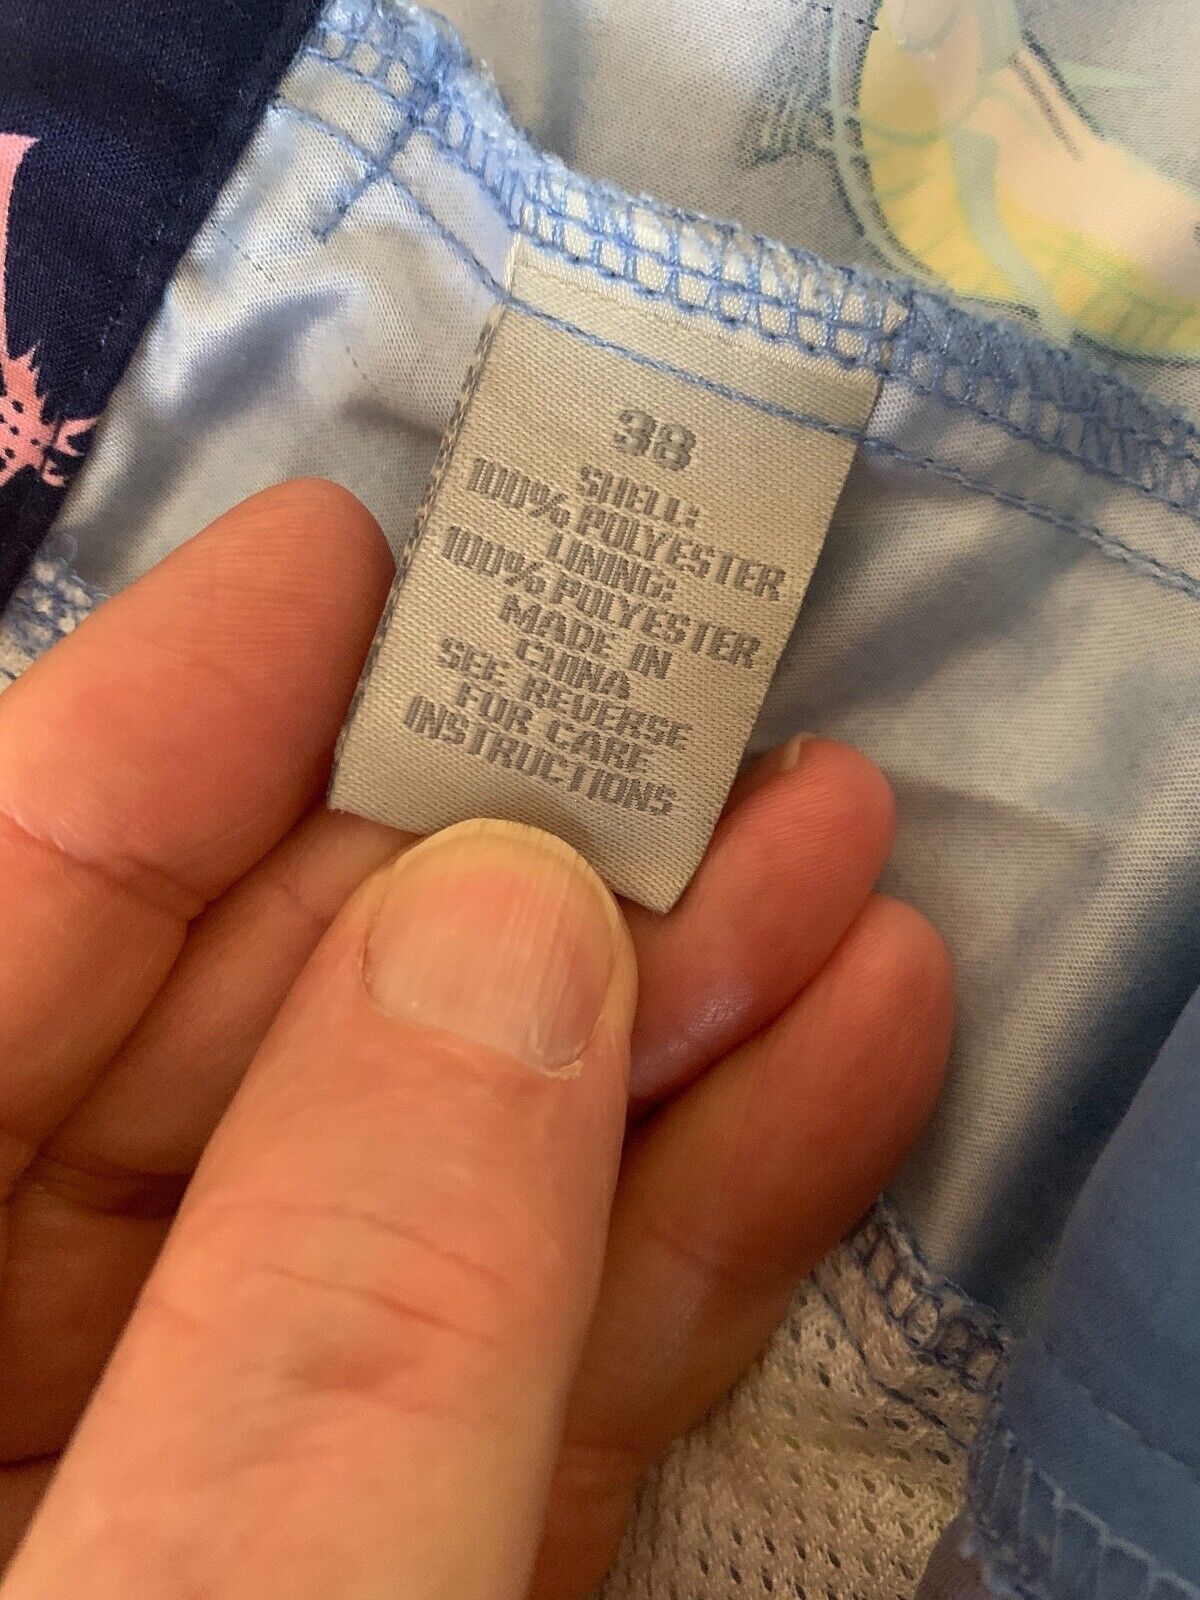 38
SHELL:
100% POLYESTER
LINING:
100% POLYESTER
MADE IN
CHINA
SEE REVERSE
FOR CARE
INSTRUCTIONS